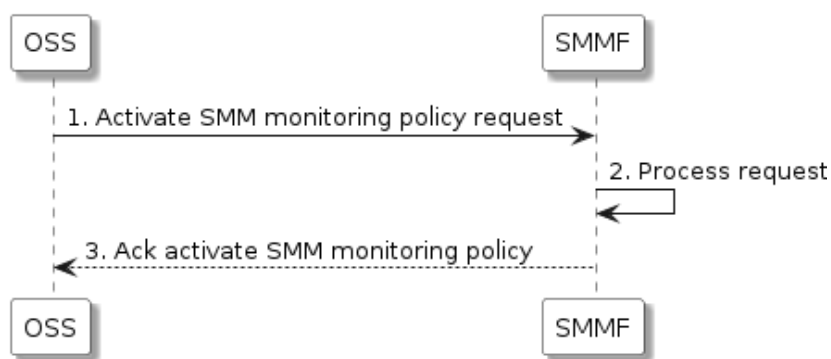 OSS
SMMF
1. Activate SMM monitoring policy request
2. Process request
3. Ack activate SMM monitoring policy
OSS
SMMF